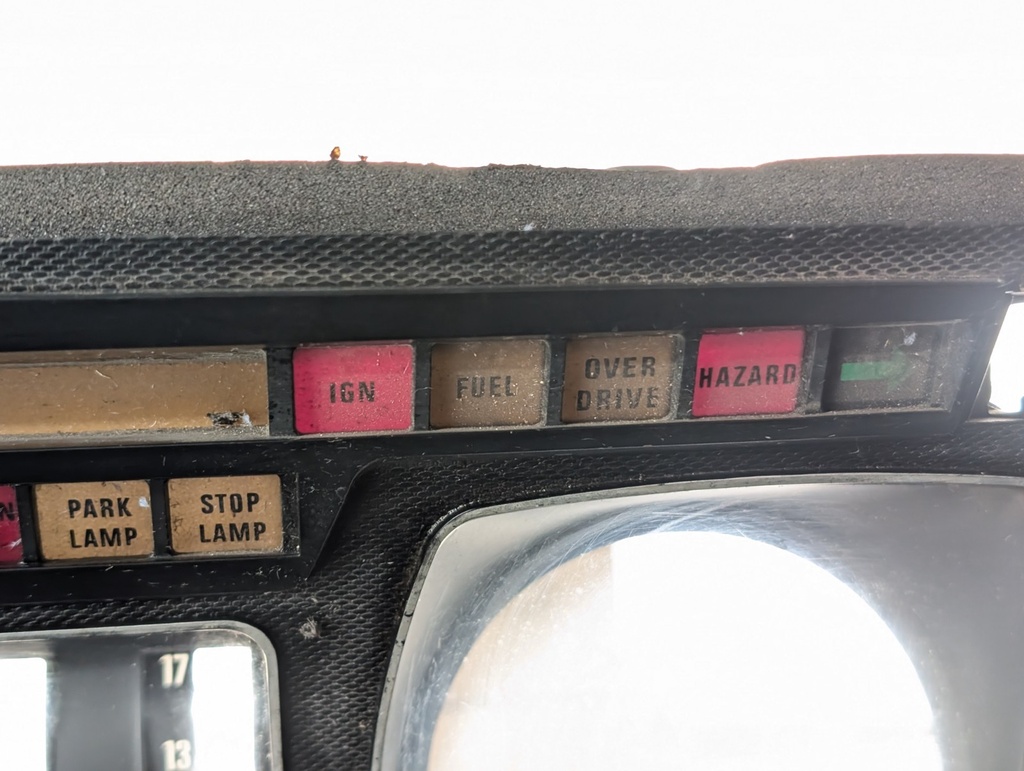 IGN
FUEL
OVER
DRIVE
HAZARD
PARK
LAMP
STOP
LAMP
17
13